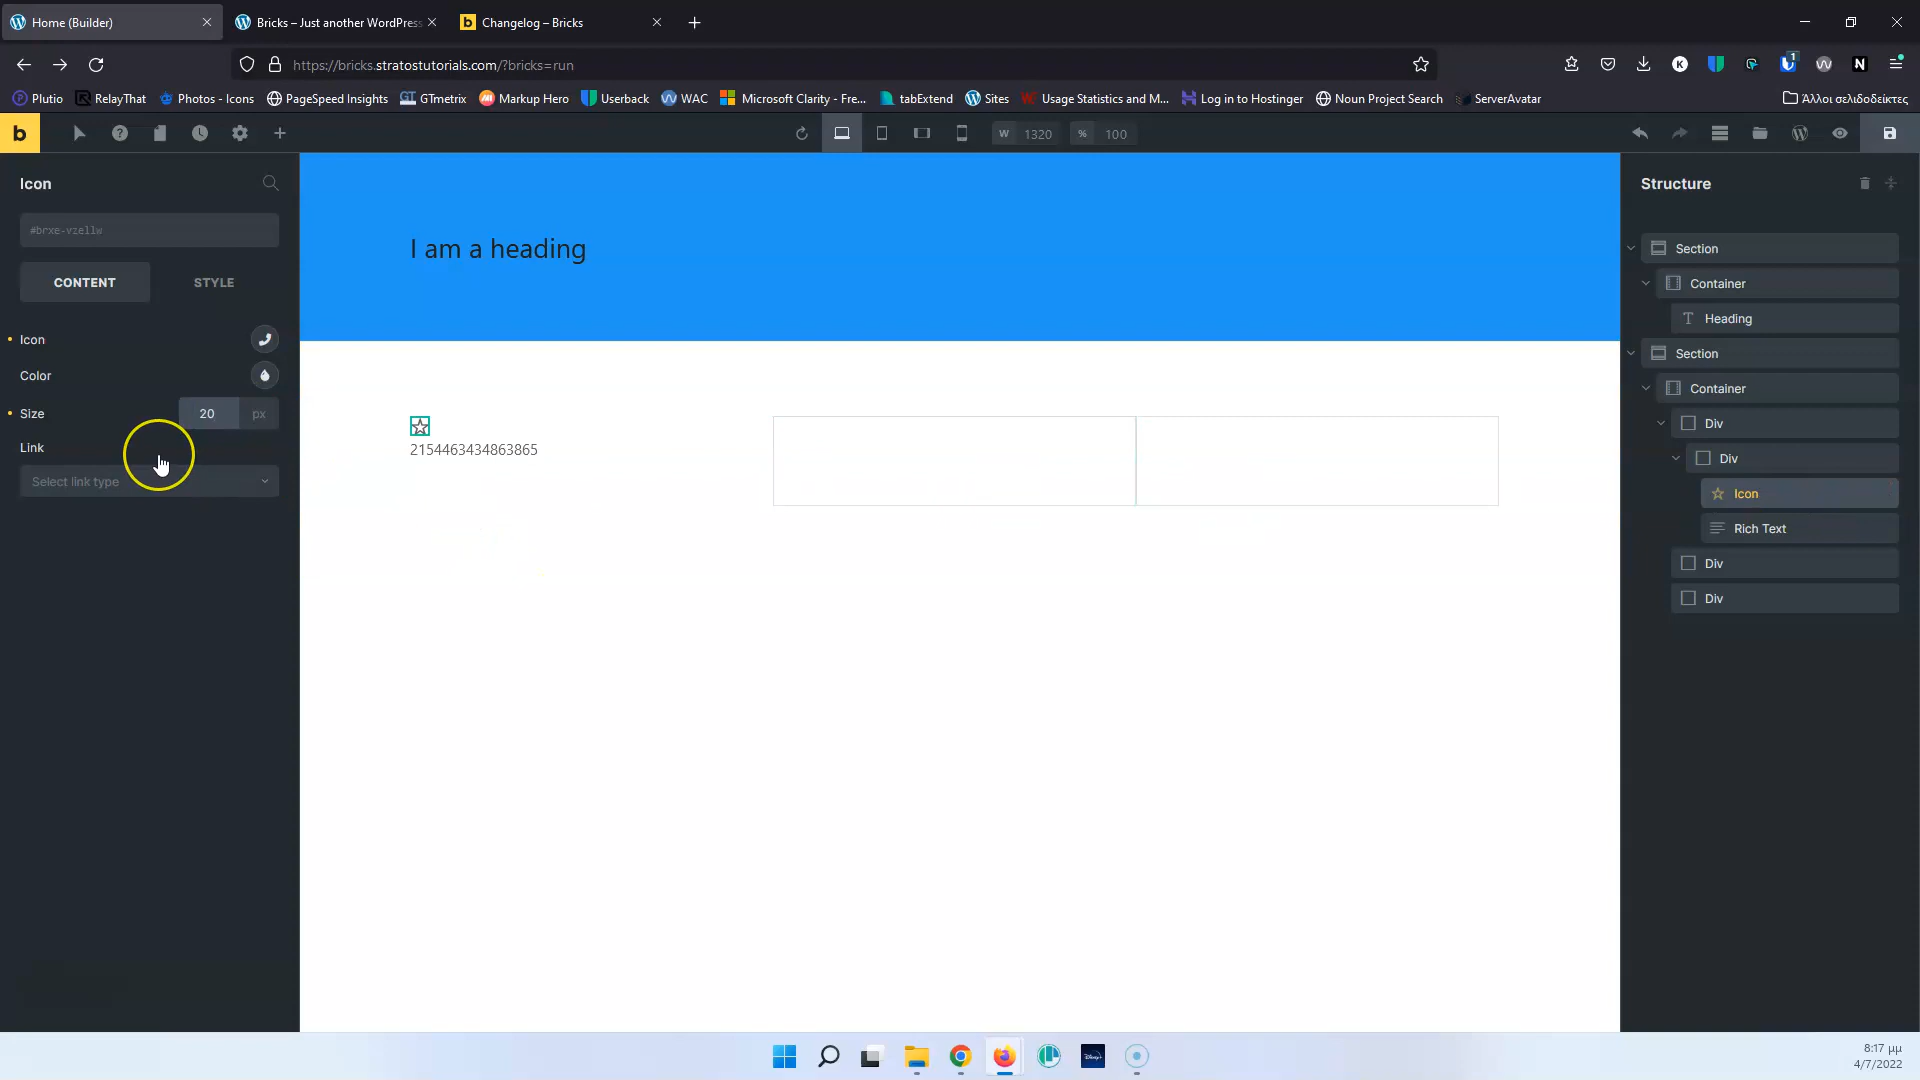 Home (Builder)
Bricks – Just another WordPress
Changelog – Bricks
https://bricks.stratostutorials.com/?bricks=run
Plutio
RelayThat
Photos - Icons
PageSpeed Insights
GTmetrix
Markup Hero
Userback
WAC
Microsoft Clarity - Fre...
tabExtend
Sites
Usage Statistics and M...
Log in to Hostinger
Noun Project Search
ServerAvatar
Άλλοι σελιδοδείκτες
b
W 1320
% 100
Icon
#brxe-vzellw
CONTENT
STYLE
Icon
Color
Size
20
px
Link
Select link type
I am a heading
2154463434863865
Structure
Section
Container
Heading
Section
Container
Div
Div
Icon
Rich Text
Div
Div
8:17 μμ
4/7/2022